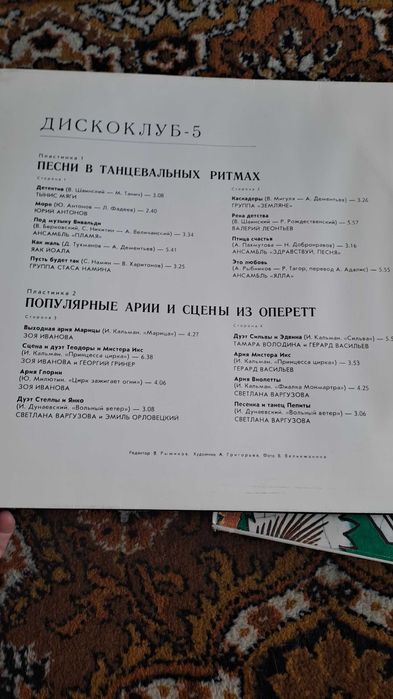 ДИСКОКЛУБ-5
Пластинка 1
ПЕСНИ В ТАНЦЕВАЛЬНЫХ РИТМАХ
Сторона 1
Детектив (В. Шаинский — М. Танич) — 3.08
ТЫНИС МЯГИ
Море (Ю. Антонов — Л. Фадеев) — 2.40
ЮРИЙ АНТОНОВ
Под музыку Вивальди
(В. Берковский, С. Никитин — А. Величанский) — 3.34
АНСАМБЛЬ «ПЛАМЯ»
Как жаль (Д. Тухманов — А. Дементьев) — 5.41
ЯАК ЙОАЛА
Пусть будет так (С. Намин — В. Харитонов) — 3.25
ГРУППА СТАСА НАМИНА
Сторона 2
Каскадеры (В. Мигуля — А. Дементьев) — 3.26
ГРУППА «ЗЕМЛЯНЕ»
Река детства
(В. Шаинский — Р. Рождественский) — 5.57
ВАЛЕРИЙ ЛЕОНТЬЕВ
Птица счастья
(А. Пахмутова — Н. Добронравов) — 3.16
АНСАМБЛЬ «ЗДРАВСТВУЙ, ПЕСНЯ»
Это любовь
(А. Рыбников — Р. Тагор, перевод А. Адалис) — 5.55
АНСАМБЛЬ «ЯЛЛА»
Пластинка 2
ПОПУЛЯРНЫЕ АРИИ И СЦЕНЫ ИЗ ОПЕРЕТТ
Сторона 3
Выходная ария Марицы (И. Кальман. «Марица») — 4.27
ЗОЯ ИВАНОВА
Сцена и дуэт Теодоры и Мистера Икс
(И. Кальман. «Принцесса цирка») — 6.38
ЗОЯ ИВАНОВА и ГЕОРГИЙ ГРИНЕР
Ария Глории
(Ю. Милютин. «Цирк зажигает огни») — 4.06
ЗОЯ ИВАНОВА
Дуэт Стеллы и Янко
(И. Дунаевский. «Вольный ветер») — 3.08
СВЕТЛАНА ВАРГУЗОВА и ЭМИЛЬ ОРЛОВЕЦКИЙ
Сторона 4
Дуэт Сильвы и Эдвина (И. Кальман. «Сильва») — 5.5
ТАМАРА ВОЛОДИНА и ГЕРАРД ВАСИЛЬЕВ
Ария Мистера Икс
(И. Кальман. «Принцесса цирка») — 3.53
ГЕРАРД ВАСИЛЬЕВ
Ария Виолетты
(И. Кальман. «Фиалка Монмартра») — 4.25
СВЕТЛАНА ВАРГУЗОВА
Песенка и танец Пепиты
(И. Дунаевский. «Вольный ветер») — 3.06
СВЕТЛАНА ВАРГУЗОВА
Редактор В. Рыжиков. Художник А. Григорьев. Фото В.